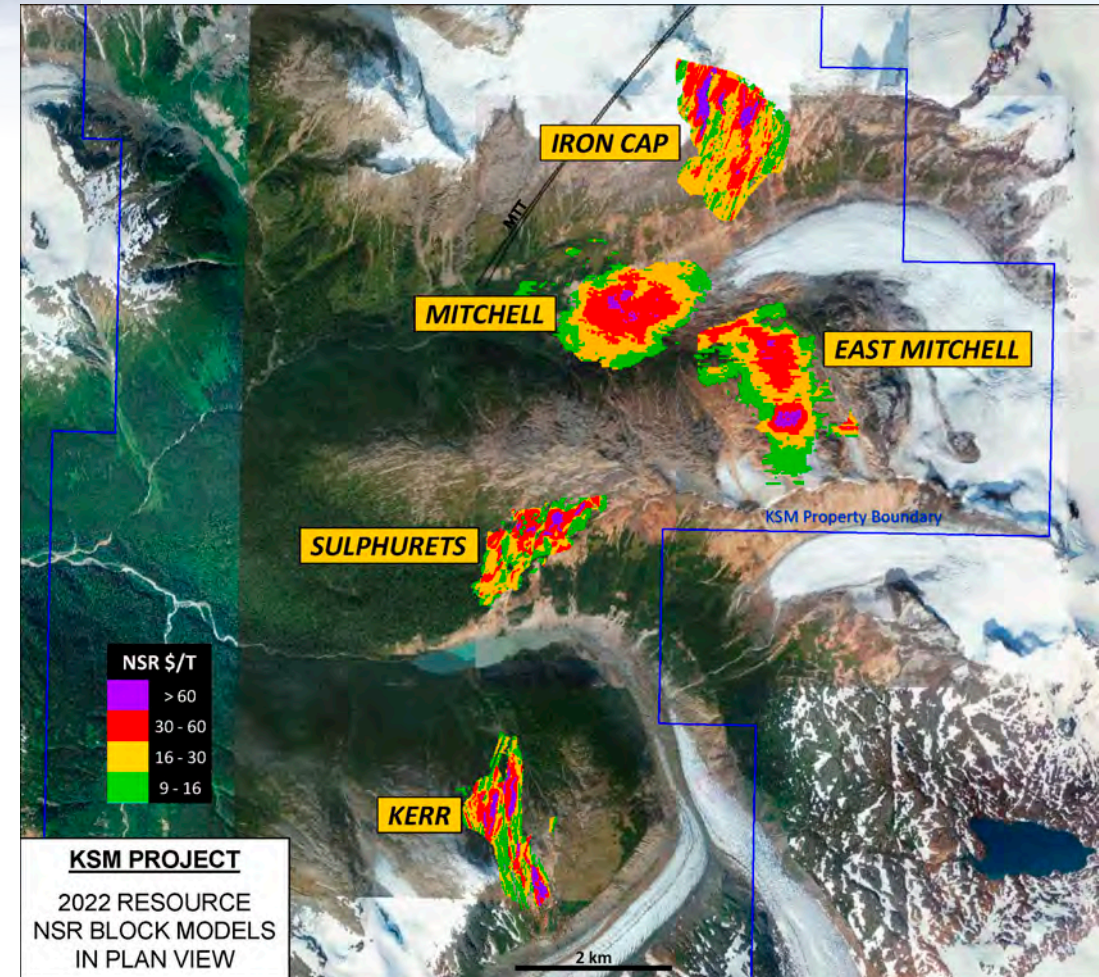 IRON CAP
MTT
MITCHELL
EAST MITCHELL
KSM Property Boundary
SULPHURETS
NSR $/T
> 60
30 - 60
16 - 30
9 - 16
KERR
KSM PROJECT
2022 RESOURCE
NSR BLOCK MODELS
IN PLAN VIEW
2 km